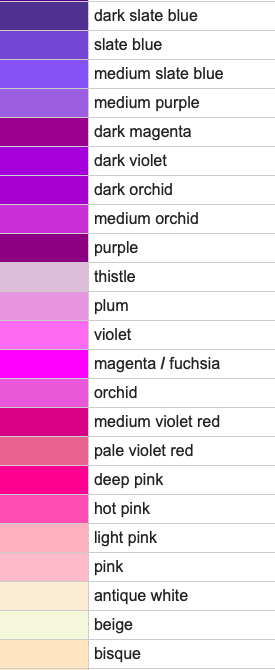 dark slate blue
slate blue
medium slate blue
medium purple
dark magenta
dark violet
dark orchid
medium orchid
purple
thistle
plum
violet
magenta / fuchsia
orchid
medium violet red
pale violet red
deep pink
hot pink
light pink
pink
antique white
beige
bisque